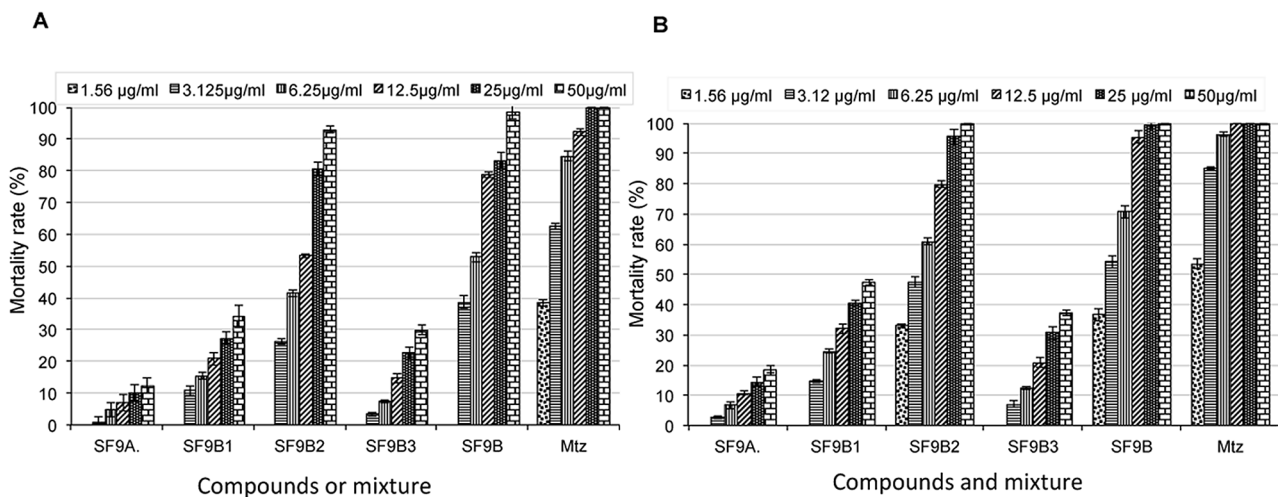 A
1.56 µg/ml 3.125µg/ml 6.25µg/ml 12.5µg/ml 25µg/ml 50µg/ml
Mortality rate (%)
100
90
80
70
60
50
40
30
20
10
0
SF9A. SF9B1 SF9B2 SF9B3 SF9B Mtz
Compounds or mixture
B
1.56 µg/ml 3.12 µg/ml 6.25 µg/ml 12.5 µg/ml 25 µg/ml 50µg/ml
Mortality rate (%)
100
90
80
70
60
50
40
30
20
10
0
SF9A. SF9B1 SF9B2 SF9B3 SF9B Mtz
Compounds and mixture